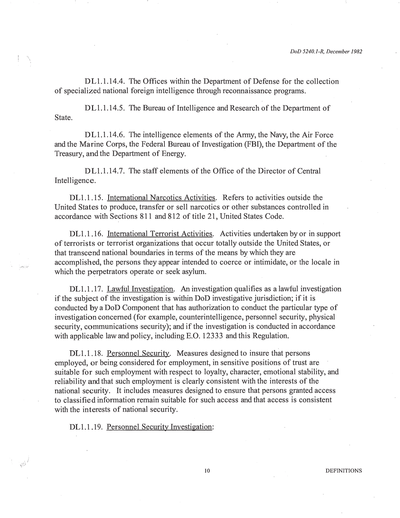 DoD 5240.1-R, December 1982
DL1.1.14.4. The Offices within the Department of Defense for the collection
of specialized national foreign intelligence through reconnaissance programs.
DL1.1.14.5. The Bureau of Intelligence and Research of the Department of
State.
DL1.1.14.6. The intelligence elements of the Army, the Navy, the Air Force
and the Marine Corps, the Federal Bureau of Investigation (FBI), the Department of the
Treasury, and the Department of Energy.
DL1.1.14.7. The staff elements of the Office of the Director of Central
Intelligence.
DL1.1.15. International Narcotics Activities. Refers to activities outside the
United States to produce, transfer or sell narcotics or other substances controlled in
accordance with Sections 811 and 812 of title 21, United States Code.
DL1.1.16. International Terrorist Activities. Activities undertaken by or in support
of terrorists or terrorist organizations that occur totally outside the United States, or
that transcend national boundaries in terms of the means by which they are
accomplished, the persons they appear intended to coerce or intimidate, or the locale in
which the perpetrators operate or seek asylum.
DL1.1.17. Lawful Investigation. An investigation qualifies as a lawful investigation
if the subject of the investigation is within DoD investigative jurisdiction; if it is
conducted by a DoD Component that has authorization to conduct the particular type of
investigation concerned (for example, counterintelligence, personnel security, physical
security, communications security); and if the investigation is conducted in accordance
with applicable law and policy, including E.O. 12333 and this Regulation.
DL1.1.18. Personnel Security. Measures designed to insure that persons
employed, or being considered for employment, in sensitive positions of trust are
suitable for such employment with respect to loyalty, character, emotional stability, and
reliability and that such employment is clearly consistent with the interests of the
national security. It includes measures designed to ensure that persons granted access
to classified information remain suitable for such access and that access is consistent
with the interests of national security.
DL1.1.19. Personnel Security Investigation:
10 DEFINITIONS